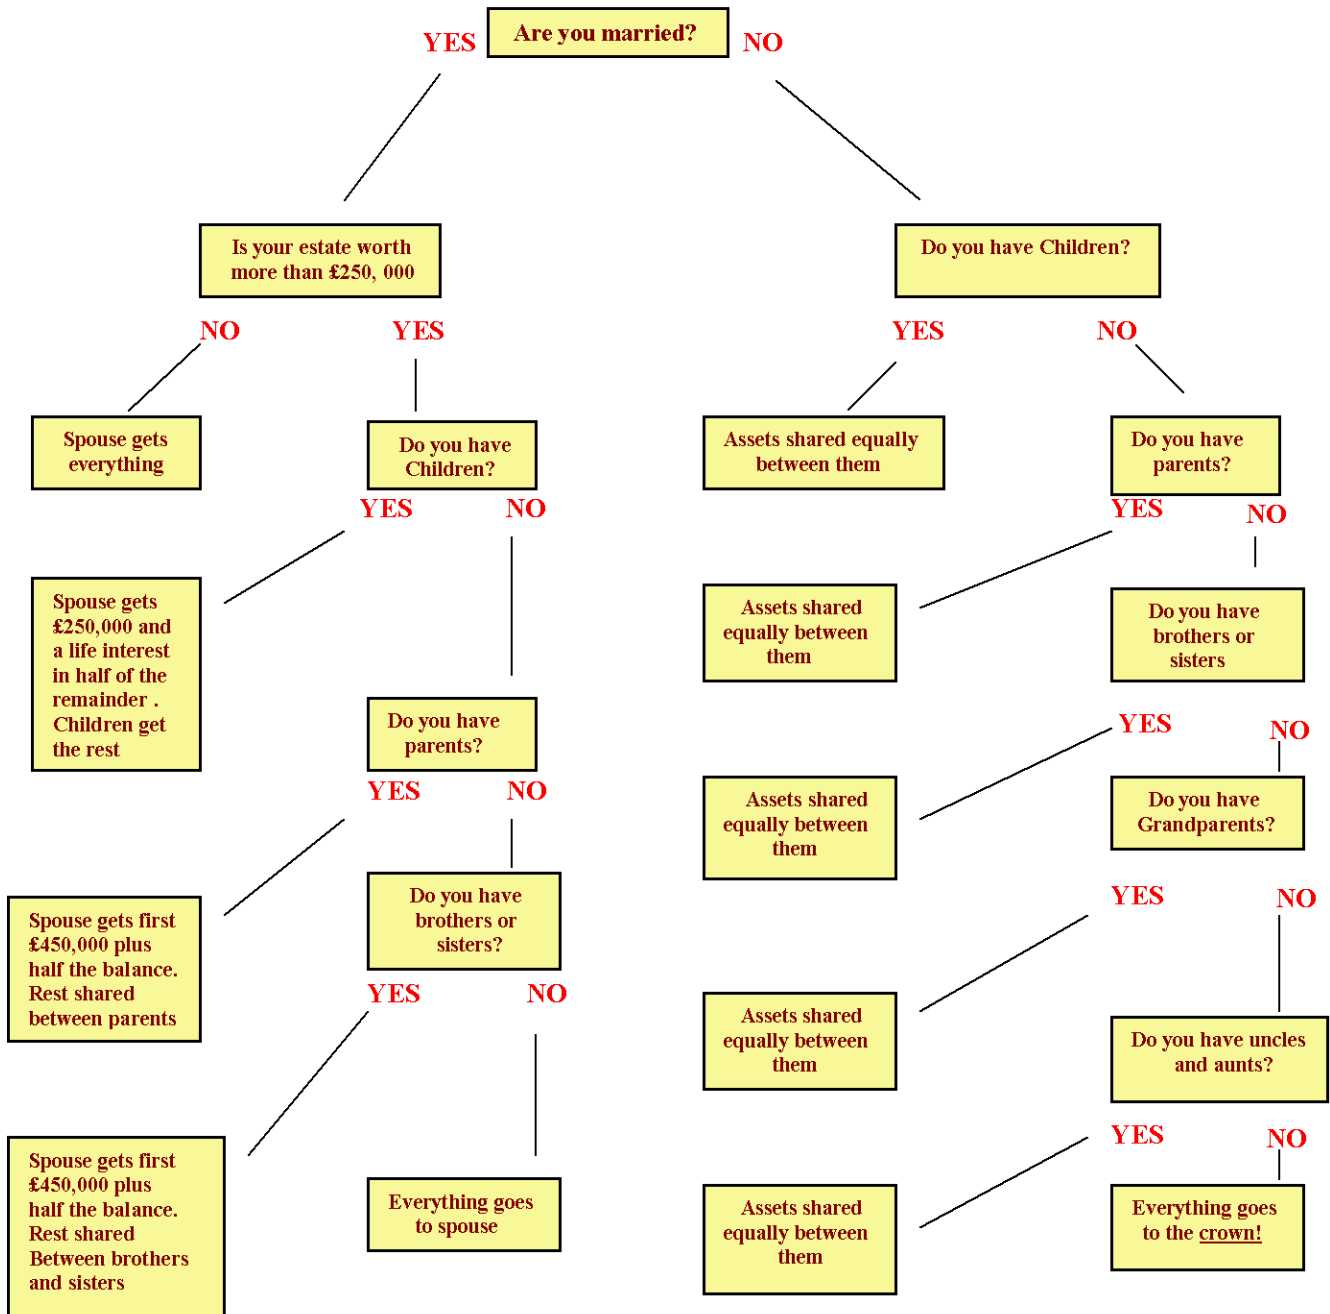 Are you married?
YES
NO
Is your estate worth
more than £250, 000
Do you have Children?
NO
YES
YES
NO
Spouse gets
everything
Do you have
Children?
Assets shared equally
between them
Do you have
parents?
YES
NO
YES
NO
Spouse gets
£250,000 and
a life interest
in half of the
remainder .
Children get
the rest
Assets shared
equally between
them
Do you have
brothers or
sisters
Do you have
parents?
YES
NO
YES
NO
Assets shared
equally between
them
Do you have
Grandparents?
Spouse gets first
£450,000 plus
half the balance.
Rest shared
between parents
Do you have
brothers or
sisters?
YES
NO
YES
NO
Assets shared
equally between
them
Do you have uncles
and aunts?
YES
NO
Spouse gets first
£450,000 plus
half the balance.
Rest shared
Between brothers
and sisters
Everything goes
to spouse
Assets shared
equally between
them
Everything goes
to the crown!